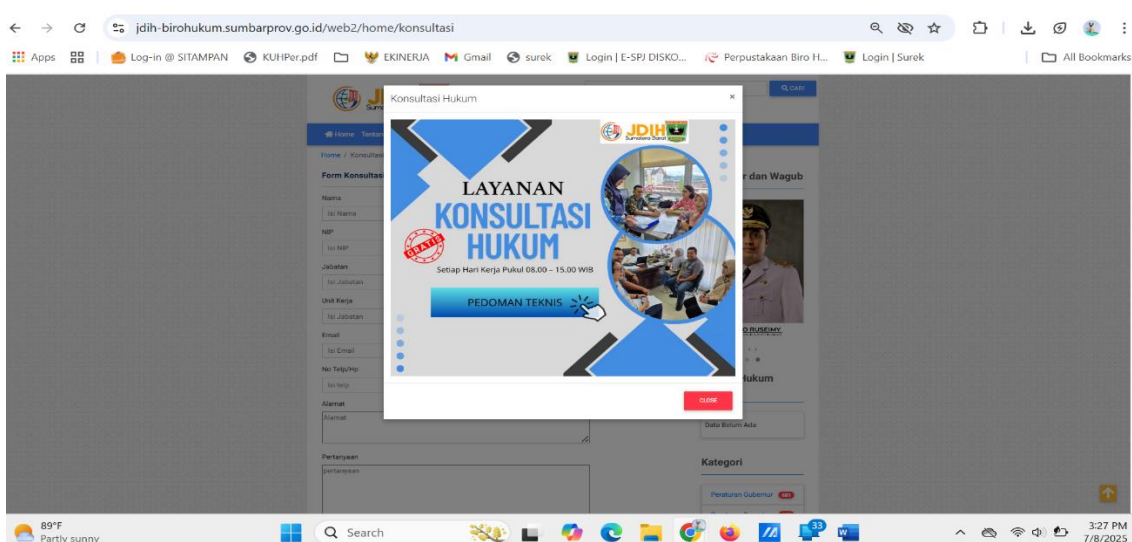 jdih-birohukum.sumbarprov.go.id/web2/home/konsultasi
Apps
Log-in @ SITAMPAN
KUHPer.pdf
EKINERJA
Gmail
surek
Login | E-SPJ DISKO...
Perpustakaan Biro H...
Login | Surek
All Bookmarks
Konsultasi Hukum
×
CARI
Home
Home / Konsultasi
Form Konsultas
r dan Wagub
Nama
Isi Nama
NIP
Isi NIP
Jabatan
Isi Jabatan
Unit Kerja
Isi Jabatan
Email
Isi Email
No Telp/Hp
Isi telp
Alamat
Alamat
Pertanyaan
pertanyaan
JDIH
Sumatera Barat
LAYANAN
KONSULTASI
GRATIS
HUKUM
Setiap Hari Kerja Pukul 08.00 – 15.00 WIB
PEDOMAN TEKNIS
CLOSE
O RUSEIMY
ukum
Data Belum Ada
Kategori
Peraturan Gubernur
89°F
Partly sunny
Search
33
3:27 PM
7/8/2025